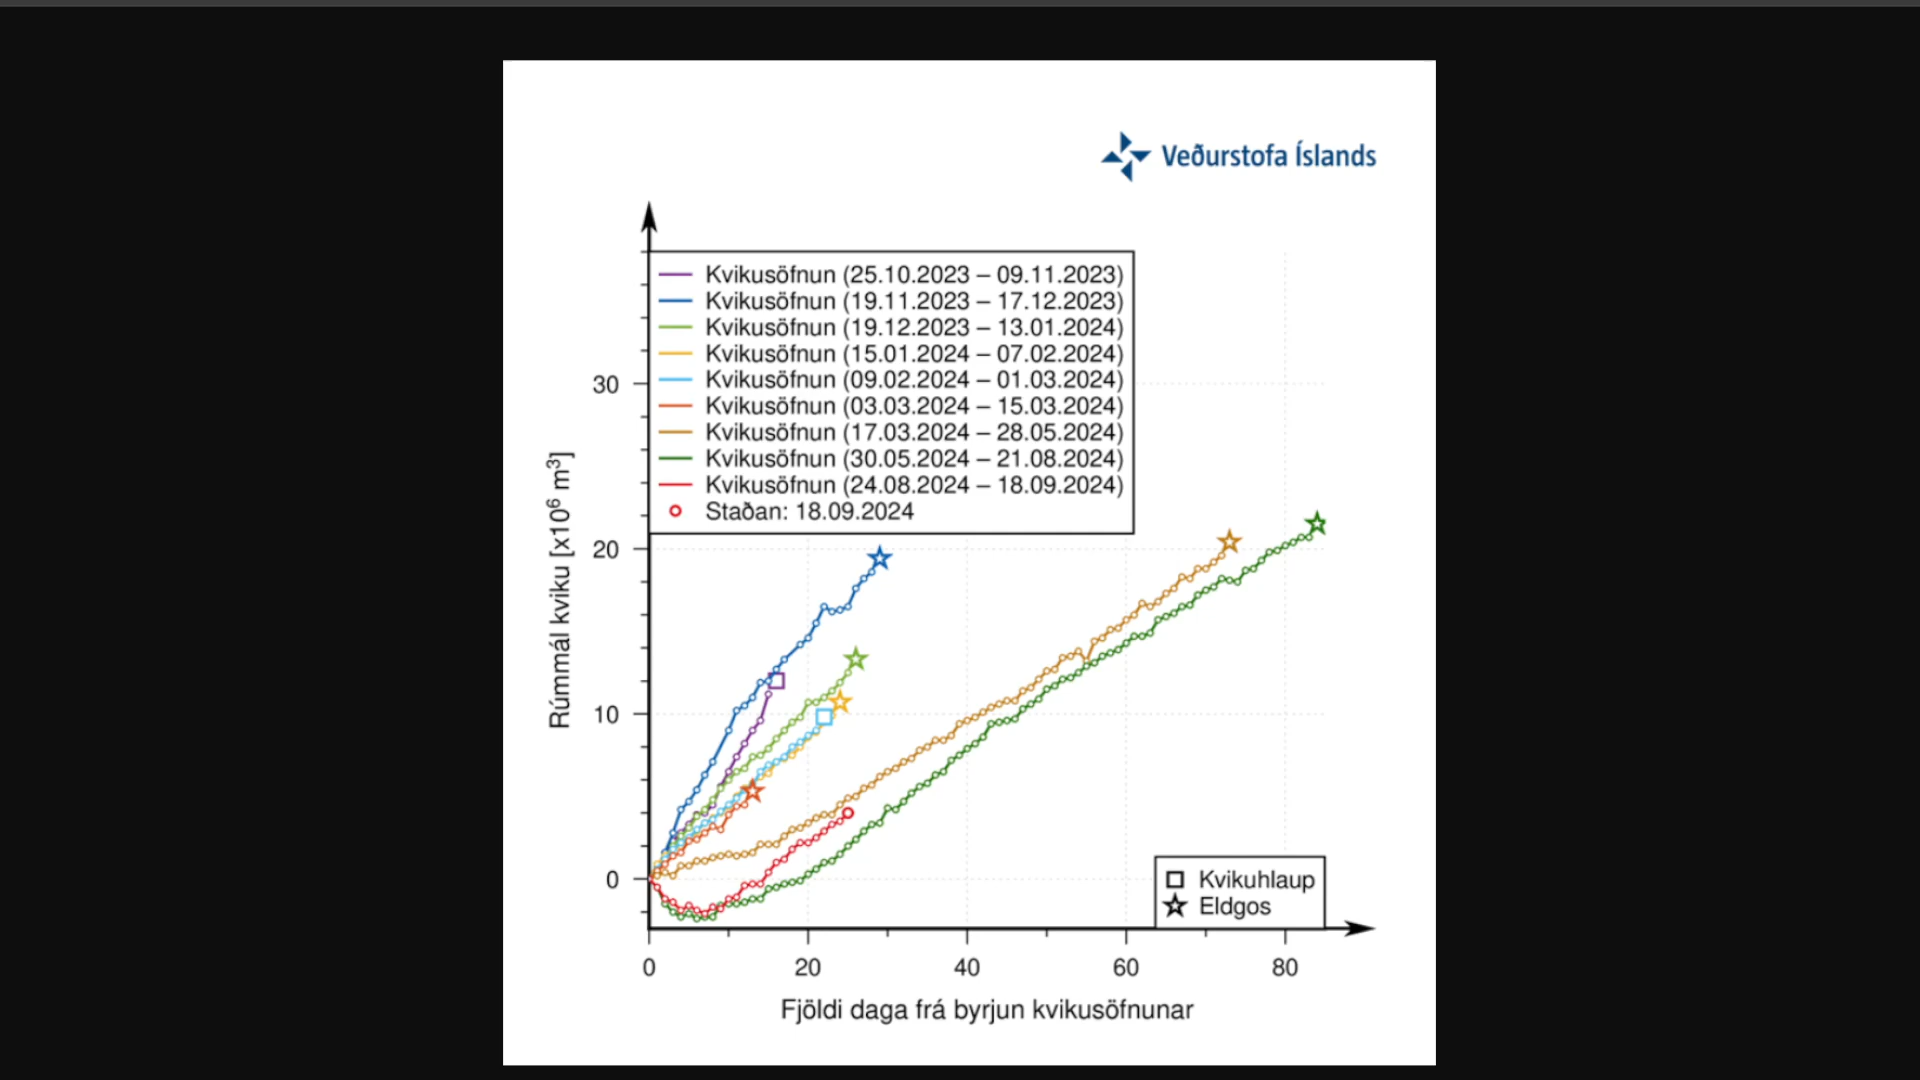 Veðurstofa Íslands
Kvikusöfnun (25.10.2023 – 09.11.2023)
Kvikusöfnun (19.11.2023 – 17.12.2023)
Kvikusöfnun (19.12.2023 – 13.01.2024)
Kvikusöfnun (15.01.2024 – 07.02.2024)
Kvikusöfnun (09.02.2024 – 01.03.2024)
Kvikusöfnun (03.03.2024 – 15.03.2024)
Kvikusöfnun (17.03.2024 – 28.05.2024)
Kvikusöfnun (30.05.2024 – 21.08.2024)
Kvikusöfnun (24.08.2024 – 18.09.2024)
Staðan: 18.09.2024
30
20
10
0
Rúmmál kviku [x10⁶ m³]
Kvikuhlaup
Eldgos
0 20 40 60 80
Fjöldi daga frá byrjun kvikusöfnunar